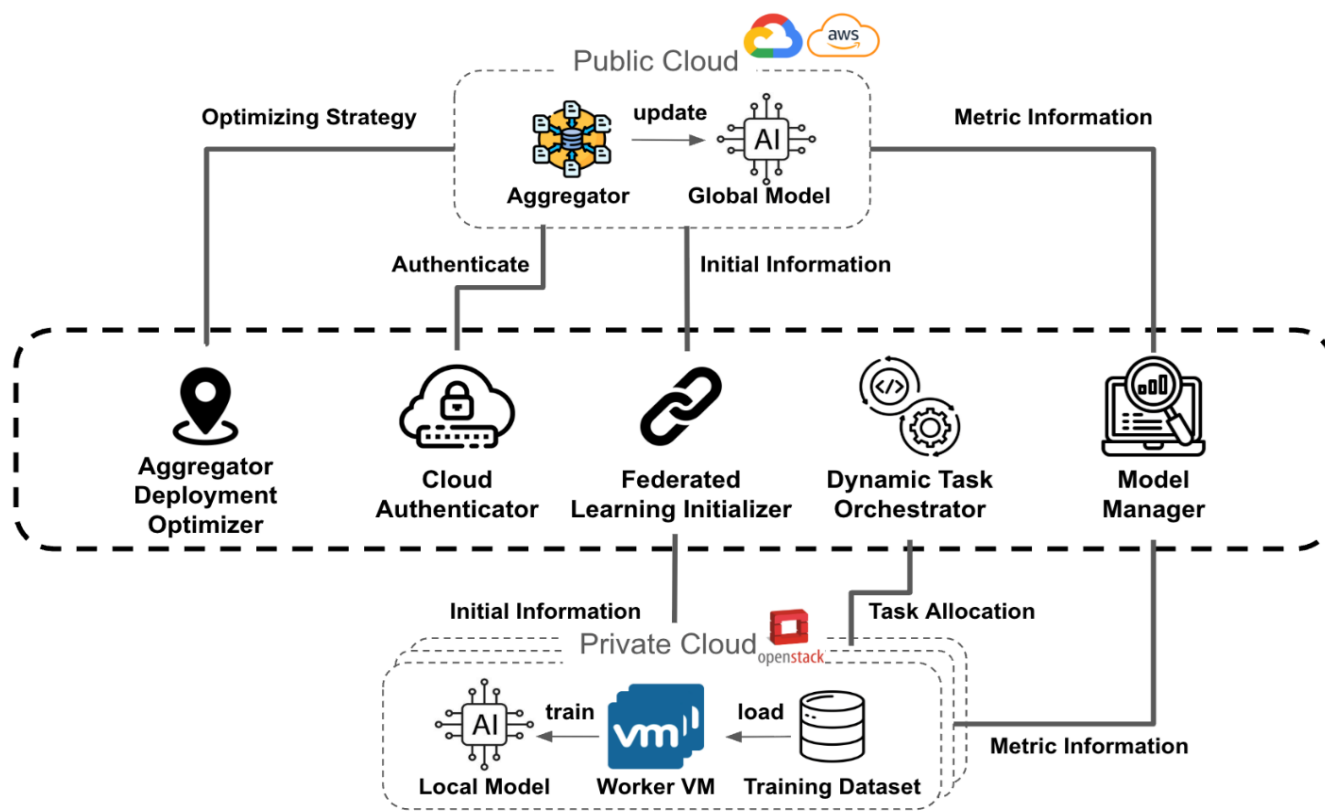 Public Cloud
aws
Optimizing Strategy
update
Metric Information
AI
Aggregator
Global Model
Authenticate
Initial Information
</>
Aggregator
Deployment
Optimizer
Cloud
Authenticator
Federated
Learning Initializer
Dynamic Task
Orchestrator
Model
Manager
Initial Information
Task Allocation
Private Cloud
openstack
AI
train
vm
load
Local Model
Worker VM
Training Dataset
Metric Information